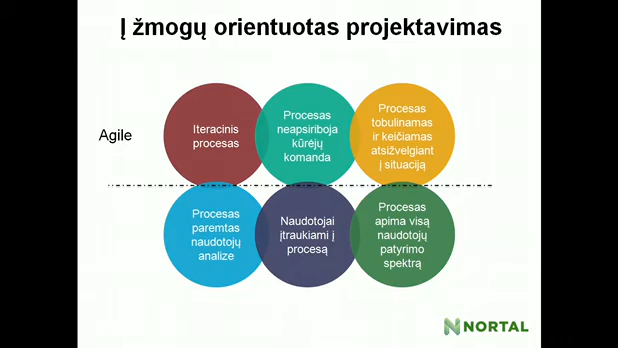 Į žmogų orientuotas projektavimas
Agile
Iteracinis
procesas
Procesas
neapsiriboja
kūrėjų
komanda
Procesas
tobulinamas
ir keičiamas
atsižvelgiant
į situaciją
Procesas
paremtas
naudotojų
analize
Naudotojai
įtraukiami į
procesą
Procesas
apima visą
naudotojų
patyrimo
spektrą
NORTAL